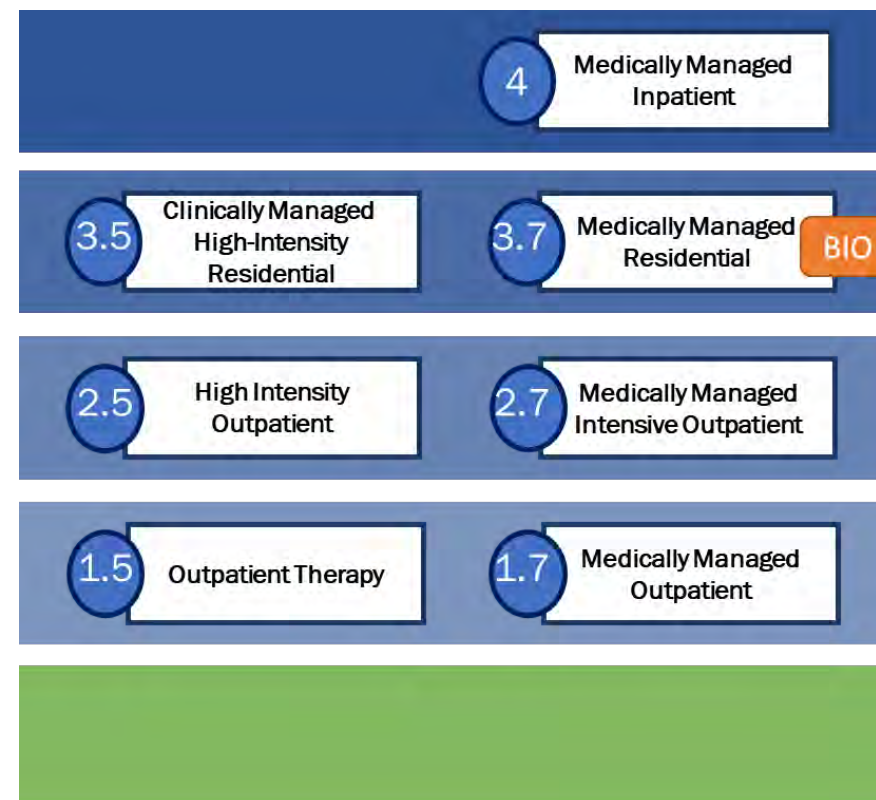 4
Medically Managed
Inpatient
3.5
Clinically Managed
High-Intensity
Residential
3.7
Medically Managed
Residential
BIO
2.5
High Intensity
Outpatient
2.7
Medically Managed
Intensive Outpatient
1.5
Outpatient Therapy
1.7
Medically Managed
Outpatient